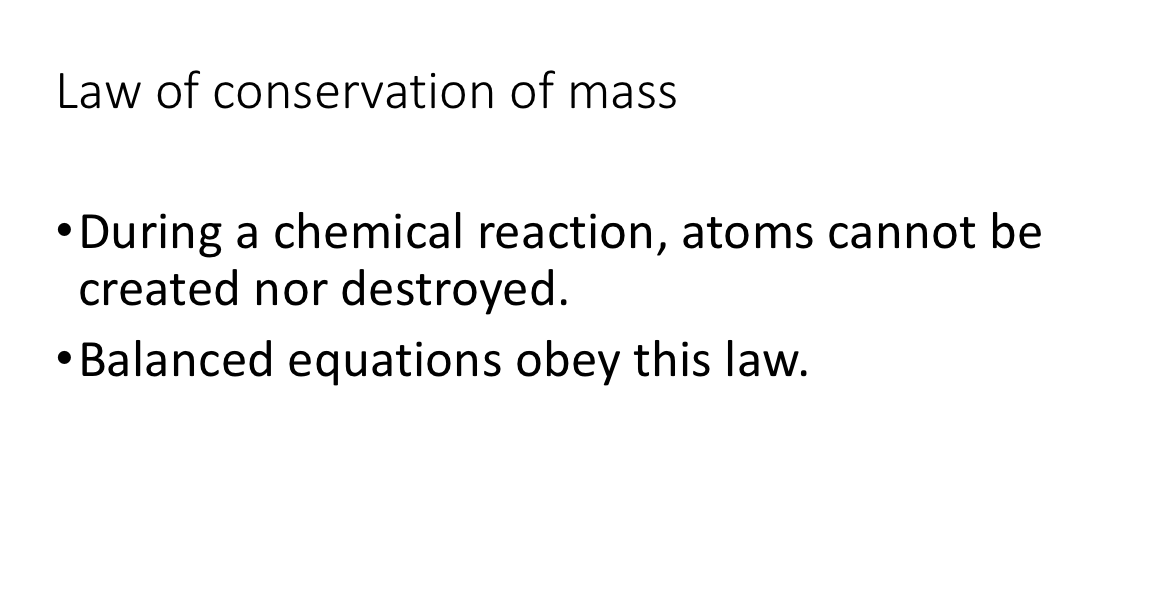 Law of conservation of mass
•During a chemical reaction, atoms cannot be
created nor destroyed.
•Balanced equations obey this law.